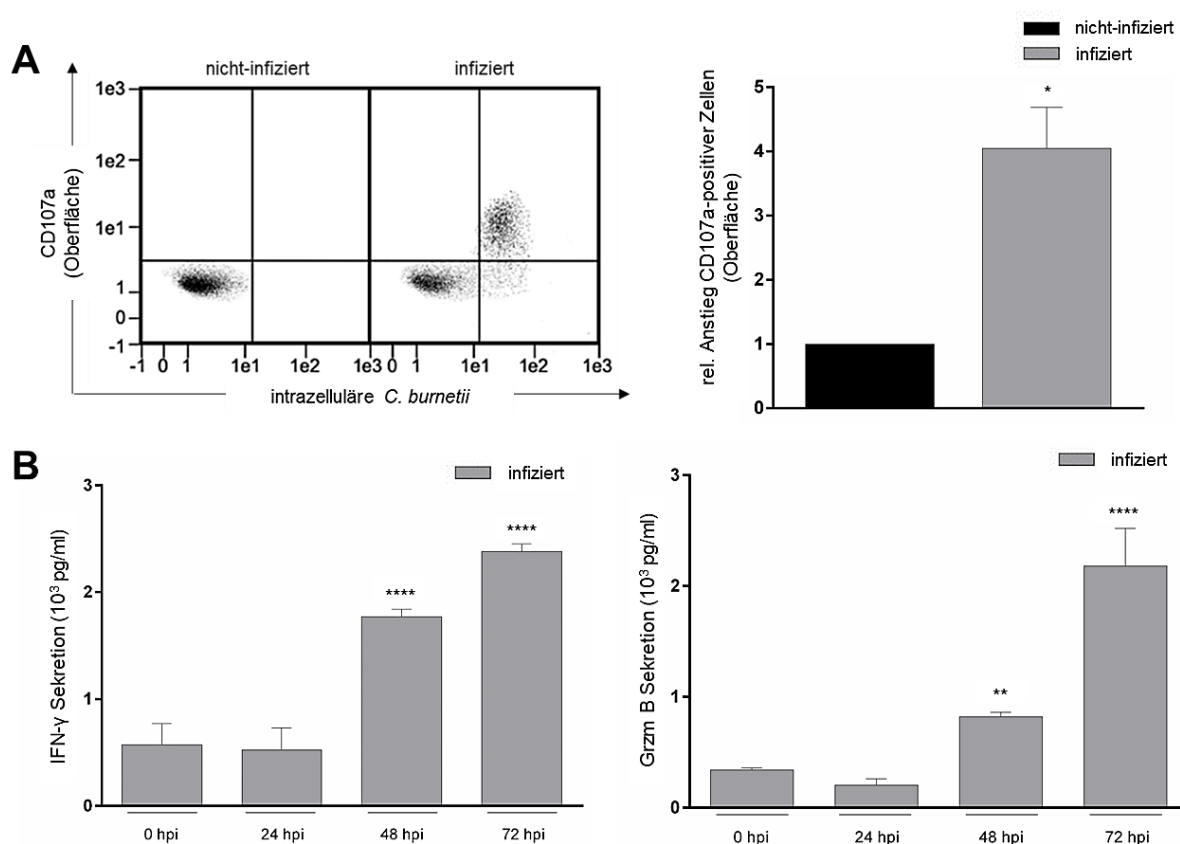 A
nicht-infiziert infiziert
CD107a
(Oberfläche)
1e3
1e2
1e1
1
0
-1
-1 0 1 1e1 1e2 1e3 0 1 1e1 1e2 1e3
intrazelluläre C. burnetii
nicht-infiziert
infiziert
rel. Anstieg CD107a-positiver Zellen
(Oberfläche)
5
4
3
2
1
0
*
B
infiziert
IFN-γ Sekretion (10³ pg/ml)
3
2
1
0
****
****
0 hpi 24 hpi 48 hpi 72 hpi
infiziert
Grzm B Sekretion (10³ pg/ml)
3
2
1
0
**
****
0 hpi 24 hpi 48 hpi 72 hpi